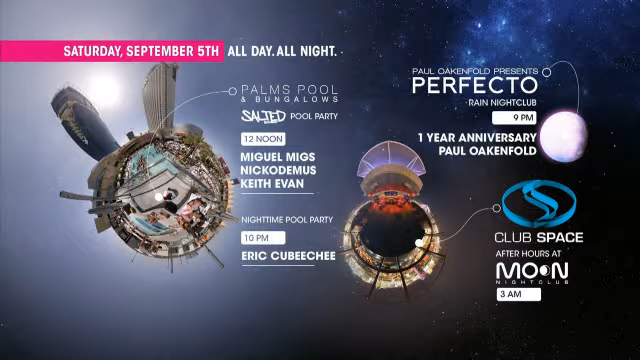 SATURDAY, SEPTEMBER 5TH ALL DAY. ALL NIGHT.
PALMS POOL
& BUNGALOWS
SALTED POOL PARTY
12 NOON
MIGUEL MIGS
NICKODEMUS
KEITH EVAN
NIGHTTIME POOL PARTY
10 PM
ERIC CUBEECHEE
PAUL OAKENFOLD PRESENTS
PERFECTO
RAIN NIGHTCLUB
9 PM
1 YEAR ANNIVERSARY
PAUL OAKENFOLD
CLUB SPACE
AFTER HOURS AT
MOON
NIGHTCLUB
3 AM